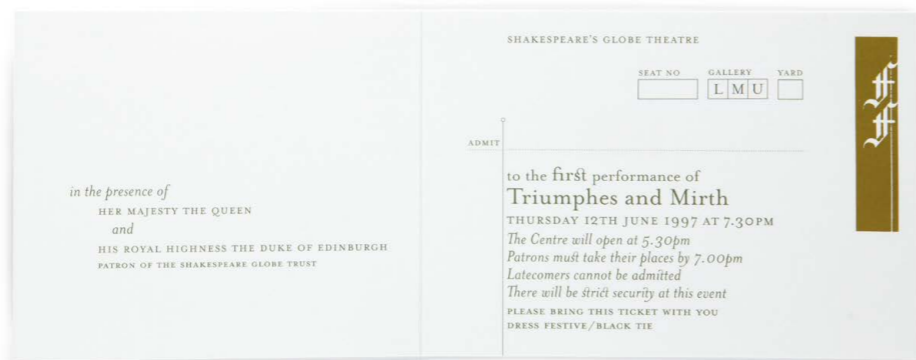 in the presence of
HER MAJESTY THE QUEEN
and
HIS ROYAL HIGHNESS THE DUKE OF EDINBURGH
PATRON OF THE SHAKESPEARE GLOBE TRUST
SHAKESPEARE'S GLOBE THEATRE
SEAT NO GALLERY YARD
L M U
ADMIT
to the first performance of
Triumphes and Mirth
THURSDAY 12TH JUNE 1997 AT 7.30PM
The Centre will open at 5.30pm
Patrons must take their places by 7.00pm
Latecomers cannot be admitted
There will be strict security at this event
PLEASE BRING THIS TICKET WITH YOU
DRESS FESTIVE/BLACK TIE